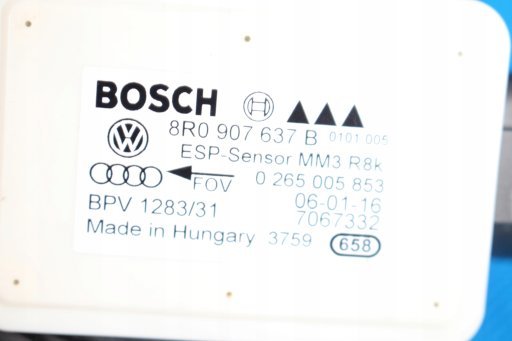 BOSCH
8R0 907 637 B 0101 005
ESP-Sensor MM3 R8k
FOV 0 265 005 853
BPV 1283/31 06-01-16
7067332
Made in Hungary 3759 658